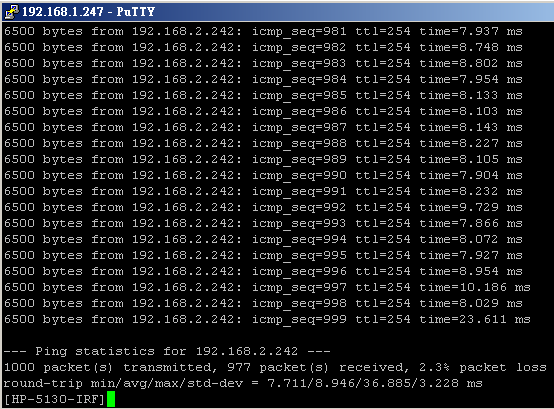 192.168.1.247 - PuTTY
6500 bytes from 192.168.2.242: icmp_seq=981 ttl=254 time=7.937 ms
6500 bytes from 192.168.2.242: icmp_seq=982 ttl=254 time=8.748 ms
6500 bytes from 192.168.2.242: icmp_seq=983 ttl=254 time=8.802 ms
6500 bytes from 192.168.2.242: icmp_seq=984 ttl=254 time=7.954 ms
6500 bytes from 192.168.2.242: icmp_seq=985 ttl=254 time=8.133 ms
6500 bytes from 192.168.2.242: icmp_seq=986 ttl=254 time=8.103 ms
6500 bytes from 192.168.2.242: icmp_seq=987 ttl=254 time=8.143 ms
6500 bytes from 192.168.2.242: icmp_seq=988 ttl=254 time=8.227 ms
6500 bytes from 192.168.2.242: icmp_seq=989 ttl=254 time=8.105 ms
6500 bytes from 192.168.2.242: icmp_seq=990 ttl=254 time=7.904 ms
6500 bytes from 192.168.2.242: icmp_seq=991 ttl=254 time=8.232 ms
6500 bytes from 192.168.2.242: icmp_seq=992 ttl=254 time=9.729 ms
6500 bytes from 192.168.2.242: icmp_seq=993 ttl=254 time=7.866 ms
6500 bytes from 192.168.2.242: icmp_seq=994 ttl=254 time=8.072 ms
6500 bytes from 192.168.2.242: icmp_seq=995 ttl=254 time=7.927 ms
6500 bytes from 192.168.2.242: icmp_seq=996 ttl=254 time=8.954 ms
6500 bytes from 192.168.2.242: icmp_seq=997 ttl=254 time=10.186 ms
6500 bytes from 192.168.2.242: icmp_seq=998 ttl=254 time=8.029 ms
6500 bytes from 192.168.2.242: icmp_seq=999 ttl=254 time=23.611 ms
--- Ping statistics for 192.168.2.242 ---
1000 packet(s) transmitted, 977 packet(s) received, 2.3% packet loss
round-trip min/avg/max/std-dev = 7.711/8.946/36.885/3.228 ms
[HP-5130-IRF]